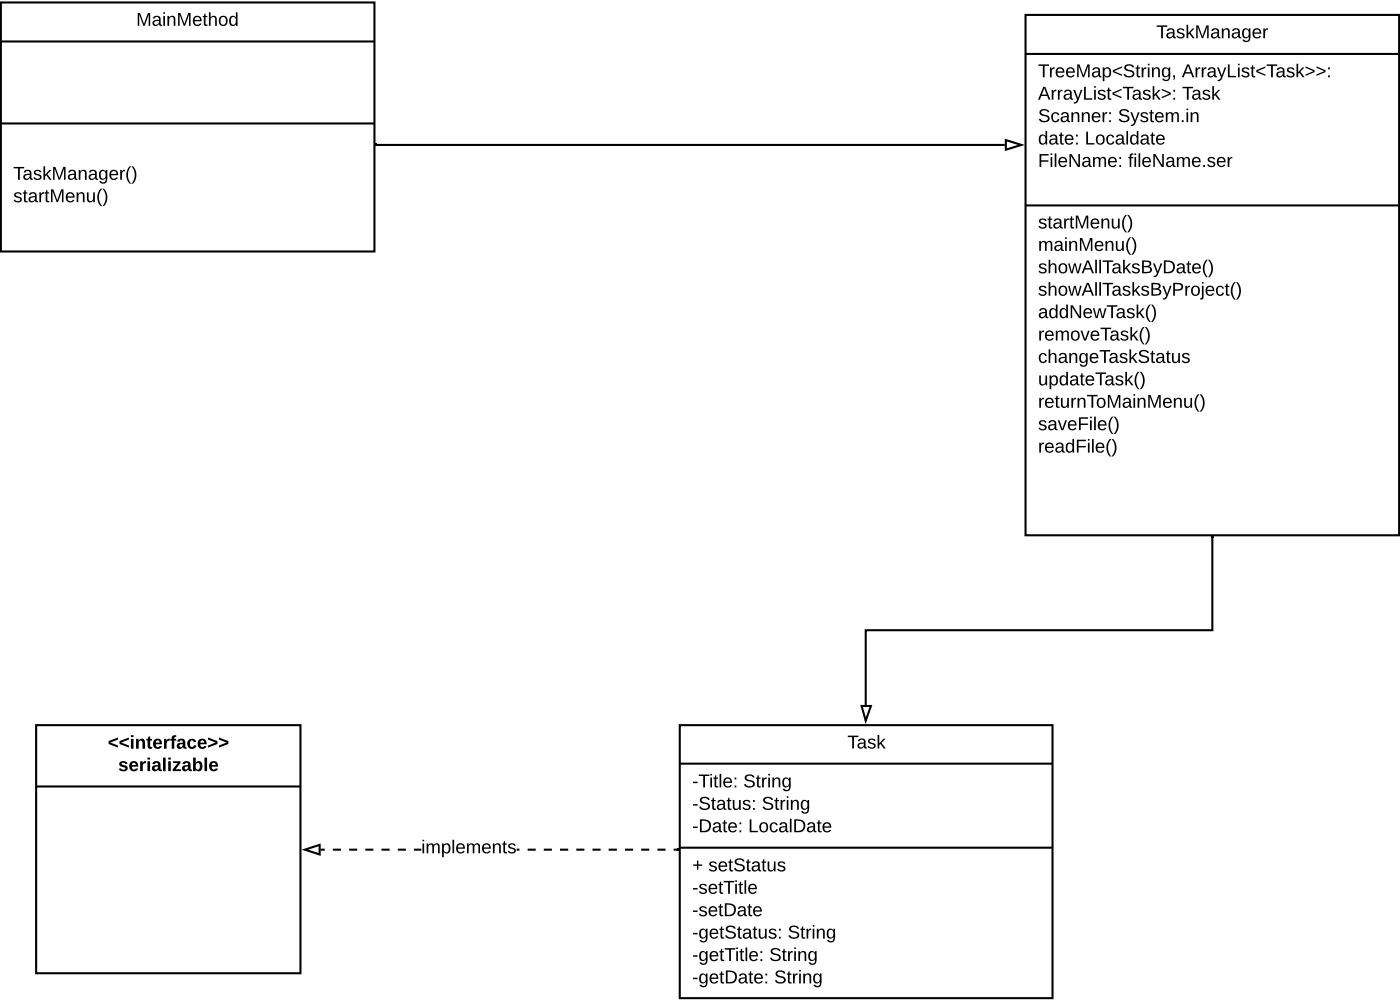 MainMethod
TaskManager()
startMenu()
TaskManager
TreeMap<String, ArrayList<Task>>:
ArrayList<Task>: Task
Scanner: System.in
date: Localdate
FileName: fileName.ser
startMenu()
mainMenu()
showAllTaksByDate()
showAllTasksByProject()
addNewTask()
removeTask()
changeTaskStatus
updateTask()
returnToMainMenu()
saveFile()
readFile()
<<interface>>
serializable
implements
Task
-Title: String
-Status: String
-Date: LocalDate
+ setStatus
-setTitle
-setDate
-getStatus: String
-getTitle: String
-getDate: String